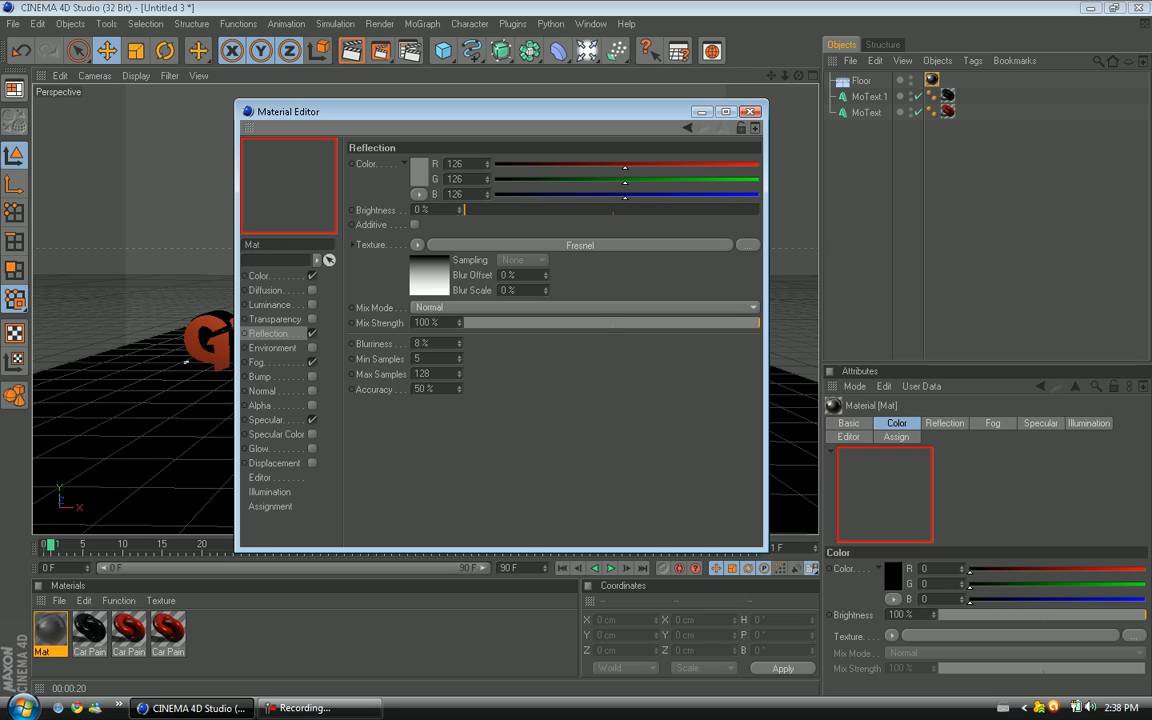 CINEMA 4D Studio (32 Bit) - [Untitled 3 *]
File Edit Objects Tools Selection Structure Functions Animation Simulation Render MoGraph Character Plugins Python Window Help
X Y Z
Edit Cameras Display Filter View
Perspective
Objects Structure
File Edit View Objects Tags Bookmarks
Floor
MoText.1
MoText
Material Editor
Mat
Color
Diffusion
Luminance
Transparency
Reflection
Environment
Fog
Bump
Normal
Alpha
Specular
Specular Color
Glow
Displacement
Editor
Illumination
Assignment
Reflection
Color R 126
G 126
B 126
Brightness 0 %
Additive
Texture Fresnel ...
Sampling None
Blur Offset 0 %
Blur Scale 0 %
Mix Mode Normal
Mix Strength 100 %
Blurriness 8 %
Min Samples 5
Max Samples 128
Accuracy 50 %
Y
Z X
Attributes
Mode Edit User Data
Material [Mat]
Basic Color Reflection Fog Specular Illumination
Editor Assign
Color
Color R 0
G 0
B 0
Brightness 100 %
Texture ...
Mix Mode Normal
Mix Strength 100 %
0 1 5 10 15 20 1 F
0 F 0 F 90 F 90 F
Materials
File Edit Function Texture
Mat Car Pain Car Pain Car Pain
Coordinates
-- -- --
X 0 cm X 0 cm H 0 °
Y 0 cm Y 0 cm P 0 °
Z 0 cm Z 0 cm B 0 °
World Scale Apply
MAXON
CINEMA 4D
00:00:20
CINEMA 4D Studio (... Recording... 2:38 PM